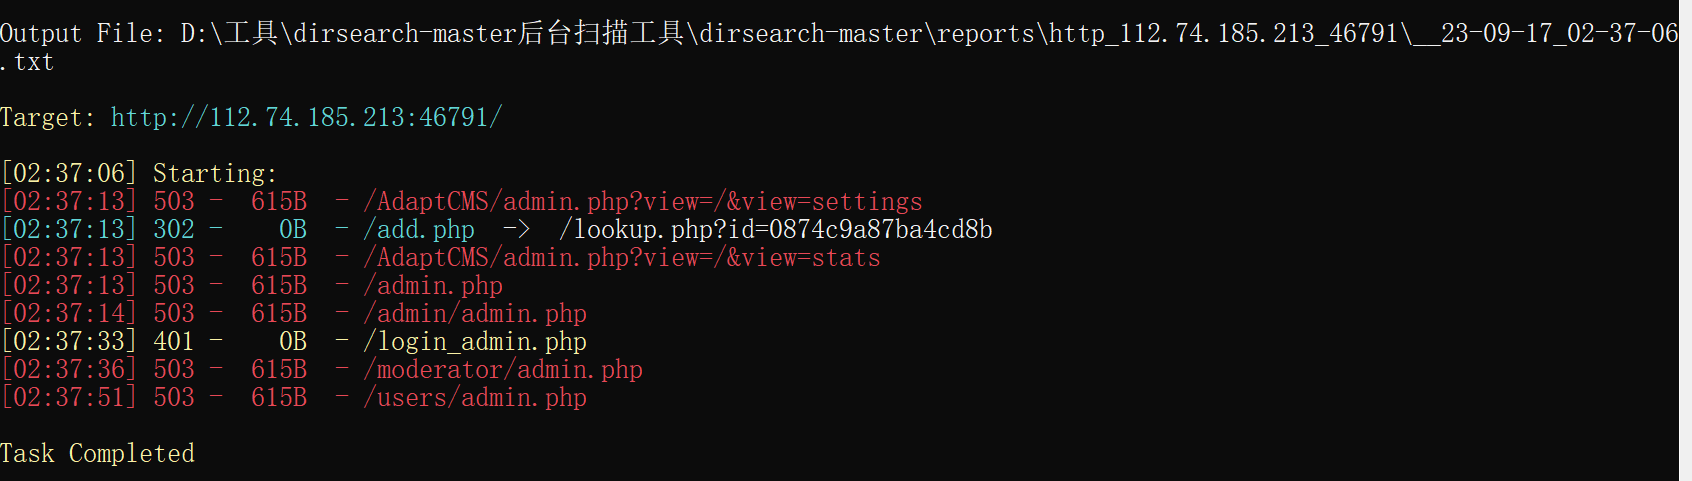 Output File: D:\工具\dirsearch-master后台扫描工具\dirsearch-master\reports\http_112.74.185.213_46791\__23-09-17_02-37-06
.txt
Target: http://112.74.185.213:46791/
[02:37:06] Starting:
[02:37:13] 503 -  615B  - /AdaptCMS/admin.php?view=/&view=settings
[02:37:13] 302 -    0B  - /add.php  ->  /lookup.php?id=0874c9a87ba4cd8b
[02:37:13] 503 -  615B  - /AdaptCMS/admin.php?view=/&view=stats
[02:37:13] 503 -  615B  - /admin.php
[02:37:14] 503 -  615B  - /admin/admin.php
[02:37:33] 401 -    0B  - /login_admin.php
[02:37:36] 503 -  615B  - /moderator/admin.php
[02:37:51] 503 -  615B  - /users/admin.php
Task Completed